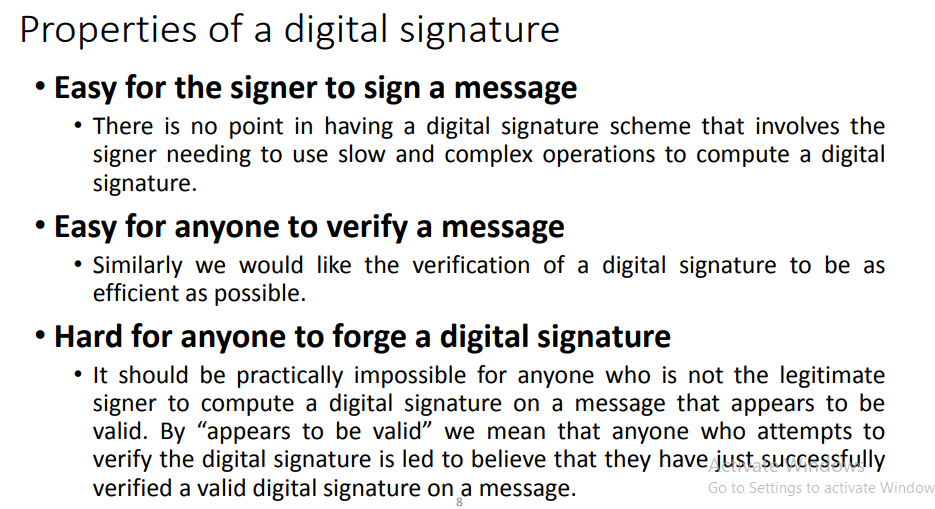 Properties of a digital signature
• Easy for the signer to sign a message
• There is no point in having a digital signature scheme that involves the
signer needing to use slow and complex operations to compute a digital
signature.
• Easy for anyone to verify a message
• Similarly we would like the verification of a digital signature to be as
efficient as possible.
• Hard for anyone to forge a digital signature
• It should be practically impossible for anyone who is not the legitimate
signer to compute a digital signature on a message that appears to be
valid. By “appears to be valid” we mean that anyone who attempts to
verify the digital signature is led to believe that they have just successfully
verified a valid digital signature on a message.
Activate Windows
Go to Settings to activate Window
8